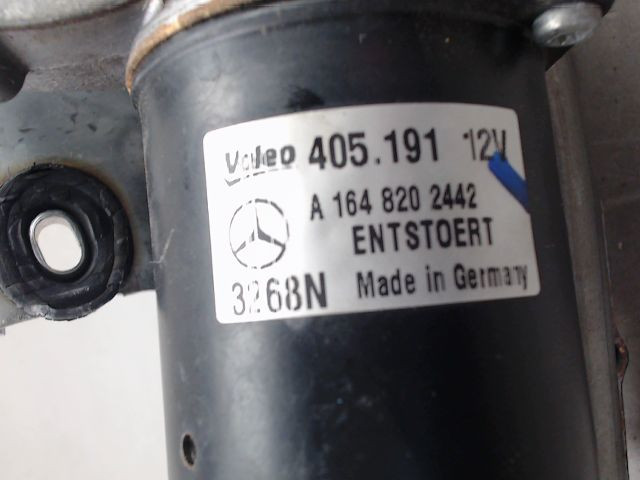 Valeo 405.191 12V
A 164 820 2442
ENTSTOERT
3268N Made in Germany